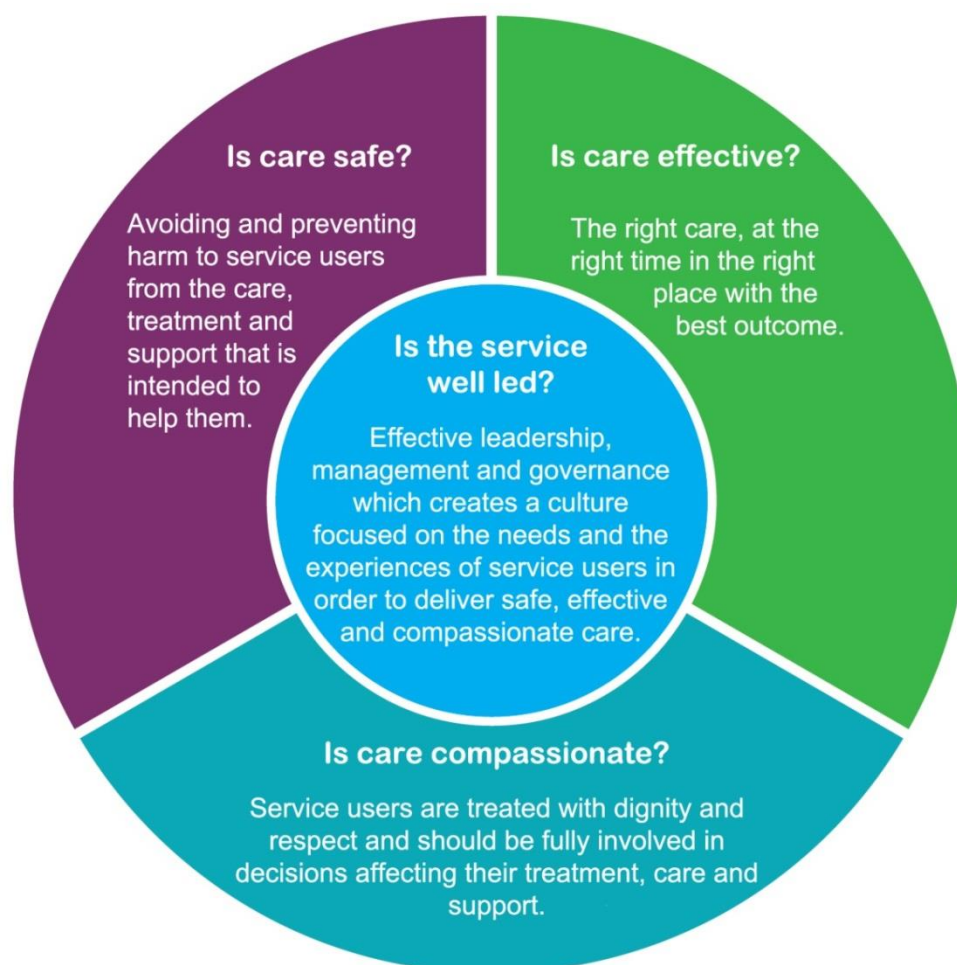 Is care safe?
Avoiding and preventing
harm to service users
from the care,
treatment and
support that is
intended to
help them.
Is care effective?
The right care, at the
right time in the right
place with the
best outcome.
Is the service
well led?
Effective leadership,
management and governance
which creates a culture
focused on the needs and the
experiences of service users in
order to deliver safe, effective
and compassionate care.
Is care compassionate?
Service users are treated with dignity and
respect and should be fully involved in
decisions affecting their treatment, care and
support.